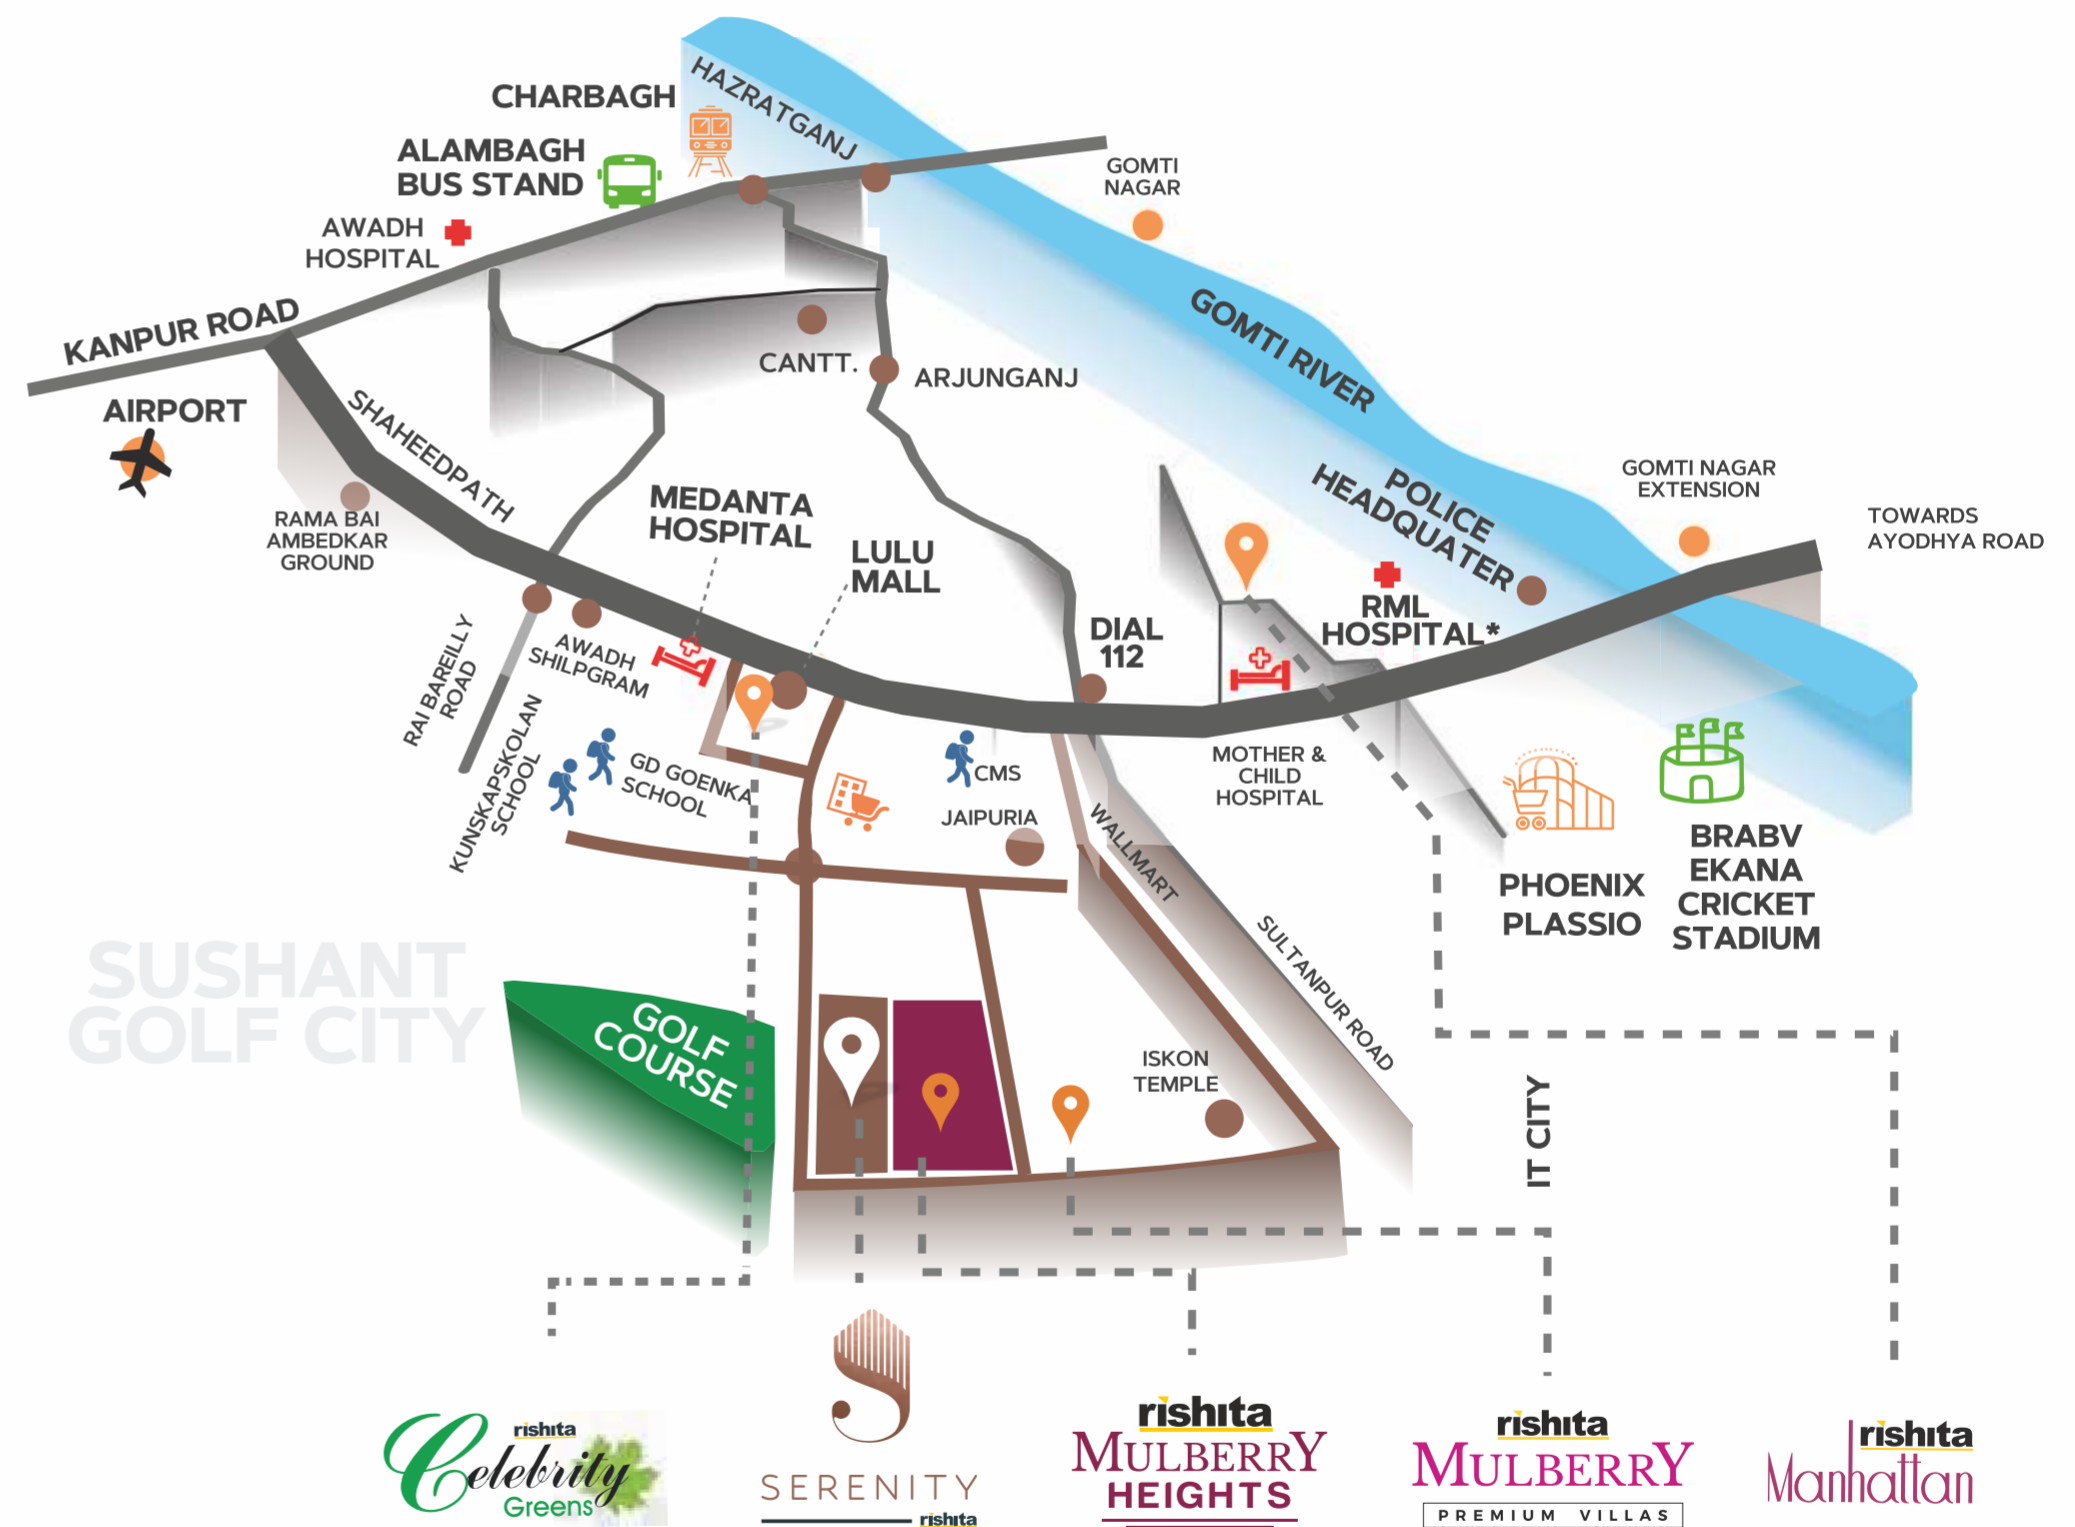 HAZRATGANJ
CHARBAGH
ALAMBAGH
BUS STAND
AWADH
HOSPITAL
GOMTI
NAGAR
KANPUR ROAD
AIRPORT
SHAHEEDPATH
CANTT.
ARJUNGANJ
GOMTI RIVER
RAMA BAI
AMBEDKAR
GROUND
MEDANTA
HOSPITAL
LULU
MALL
POLICE
HEADQUATER
GOMTI NAGAR
EXTENSION
TOWARDS
AYODHYA ROAD
RML
HOSPITAL*
DIAL
112
RAI BAREILLY
ROAD
AWADH
SHILPGRAM
KUNSKAPSKOLAN
SCHOOL
GD GOENKA
SCHOOL
CMS
JAIPURIA
WALLMART
MOTHER &
CHILD
HOSPITAL
PHOENIX
PLASSIO
BRABV
EKANA
CRICKET
STADIUM
SULTANPUR ROAD
SUSHANT
GOLF CITY
GOLF
COURSE
ISKON
TEMPLE
IT CITY
rishita
Celebrity
Greens
SERENITY
rishita
rishita
MULBERRY
HEIGHTS
rishita
MULBERRY
PREMIUM VILLAS
rishita
Manhattan